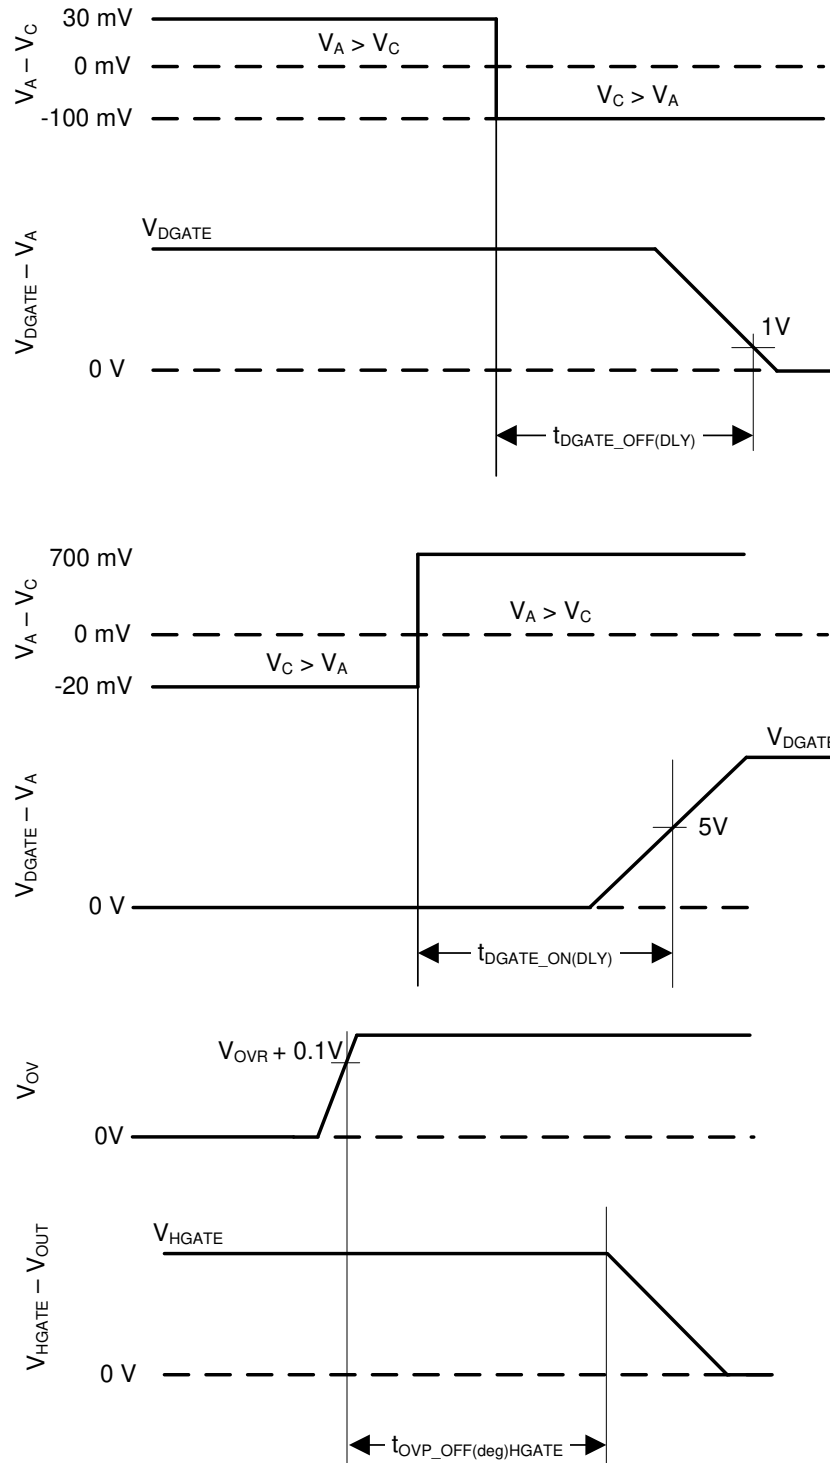 30 mV
V_A – V_C
V_A > V_C
0 mV
V_C > V_A
-100 mV
V_DGATE
V_DGATE – V_A
1V
0 V
t_DGATE_OFF(DLY)
700 mV
V_A – V_C
V_A > V_C
0 mV
V_C > V_A
-20 mV
V_DGATE
V_DGATE – V_A
5V
0 V
t_DGATE_ON(DLY)
V_OVR + 0.1V
V_OV
0V
V_HGATE
V_HGATE – V_OUT
0 V
t_OVP_OFF(deg)HGATE